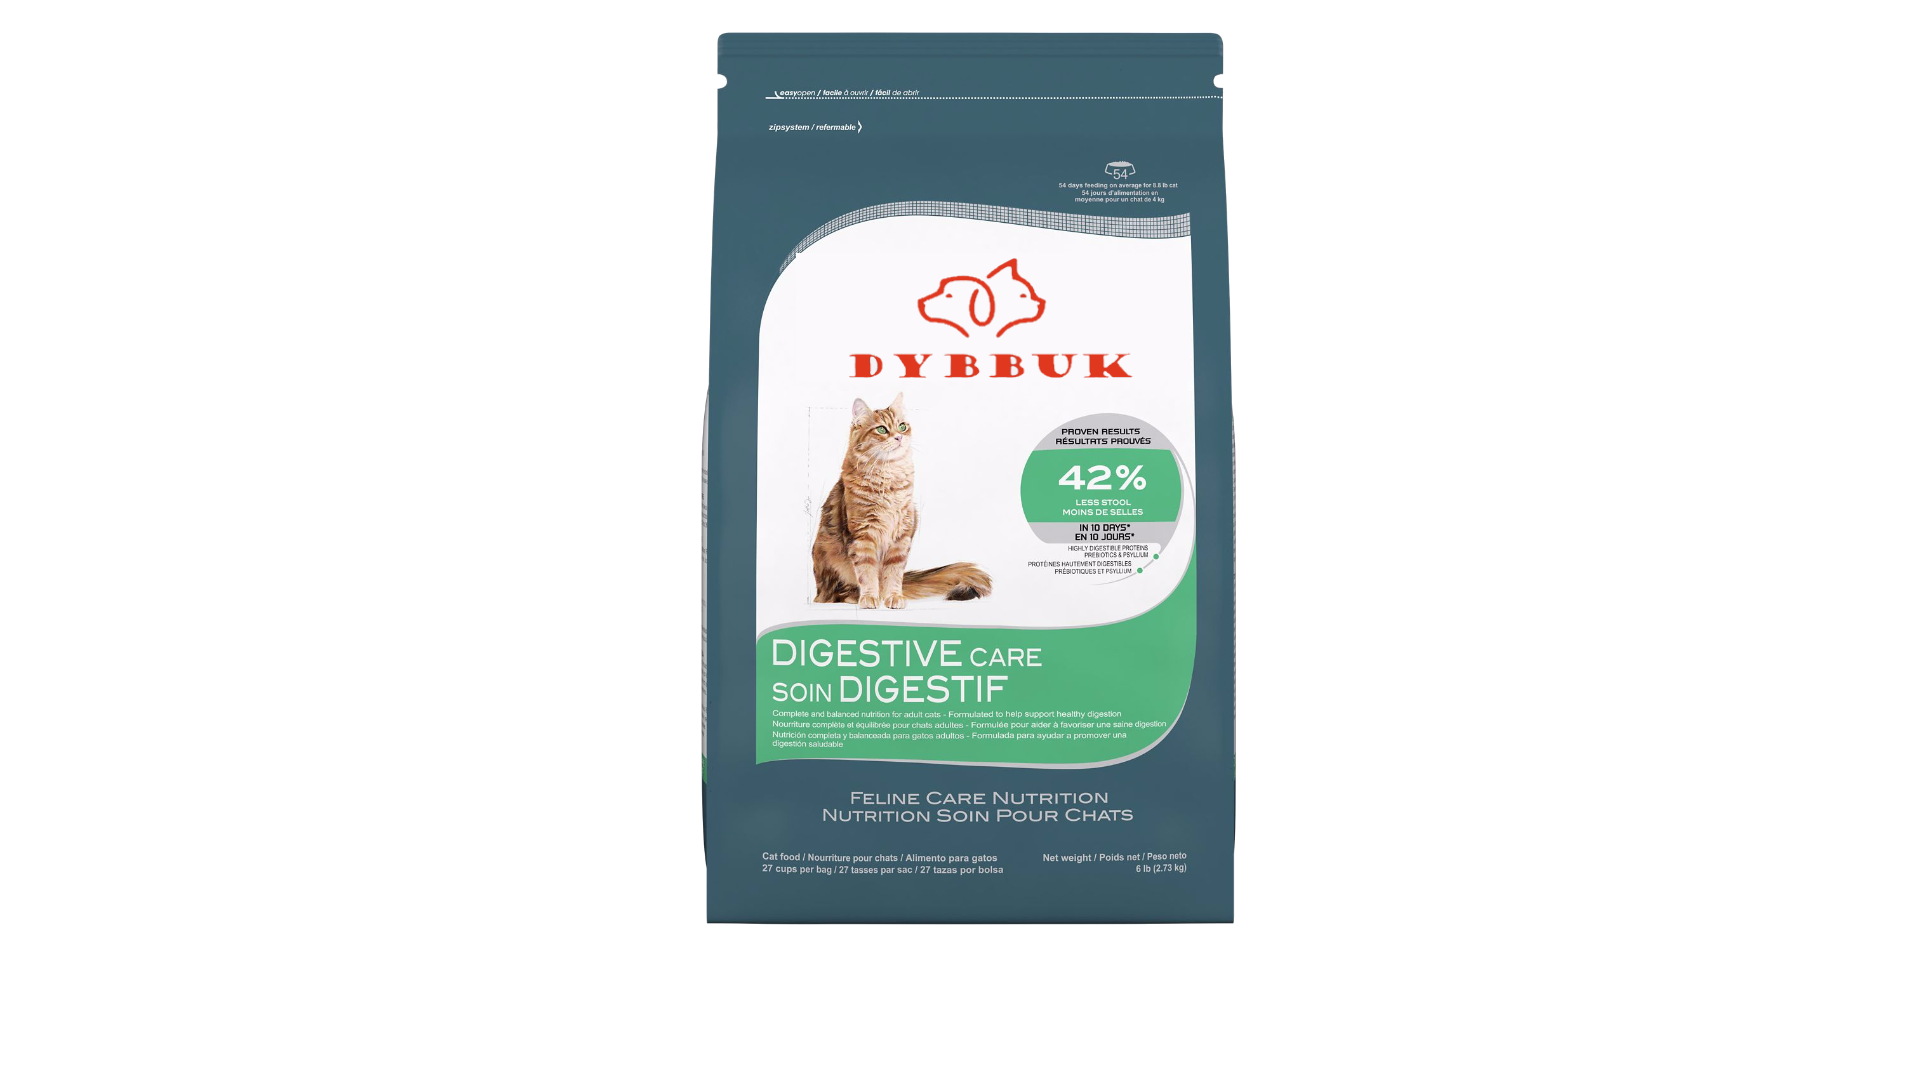 easyopen / facile à ouvrir / fácil de abrir
zipsystem / refermable
54
54 days feeding on average for 8.8 lb cat
54 jours d'alimentation en
moyenne pour un chat de 4 kg
DYBBUK
PROVEN RESULTS
RÉSULTATS PROUVÉS
42%
LESS STOOL
MOINS DE SELLES
IN 10 DAYS*
EN 10 JOURS*
HIGHLY DIGESTIBLE PROTEINS
PREBIOTICS & PSYLLIUM
PROTÉINES HAUTEMENT DIGESTIBLES
PRÉBIOTIQUES ET PSYLLIUM
DIGESTIVE CARE
SOIN DIGESTIF
Complete and balanced nutrition for adult cats - Formulated to help support healthy digestion
Nourriture complète et équilibrée pour chats adultes - Formulée pour aider à favoriser une saine digestion
Nutrición completa y balanceada para gatos adultos - Formulada para ayudar a promover una
digestión saludable
FELINE CARE NUTRITION
NUTRITION SOIN POUR CHATS
Cat food / Nourriture pour chats / Alimento para gatos
27 cups per bag / 27 tasses par sac / 27 tazas por bolsa
Net weight / Poids net / Peso neto
6 lb (2.73 kg)